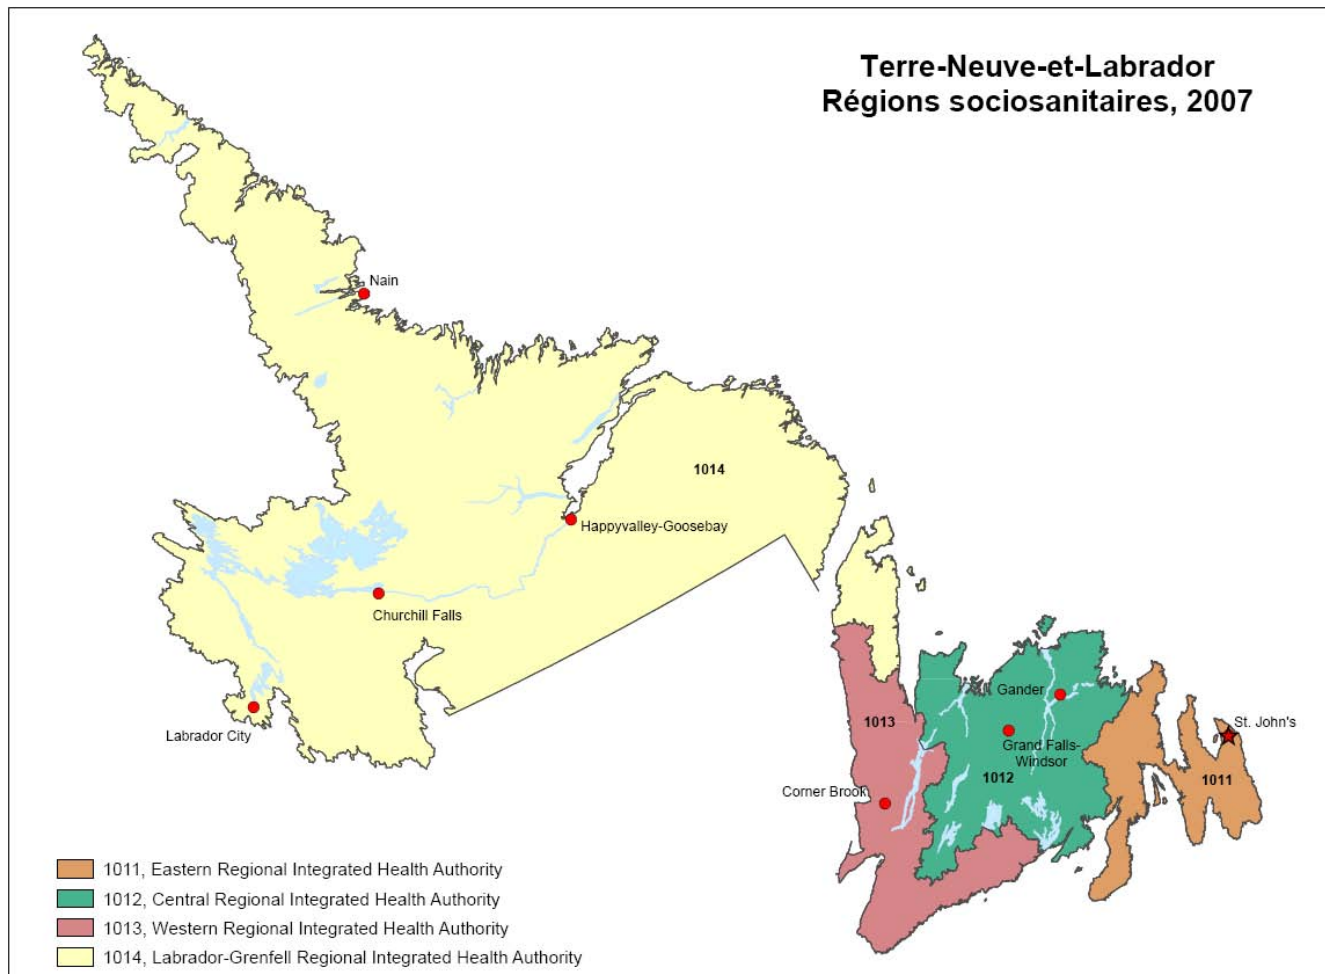 Terre-Neuve-et-Labrador
Régions sociosanitaires, 2007
Nain
1014
Happyvalley-Goosebay
Churchill Falls
Labrador City
Gander
1013
St. John's
Grand Falls-
Windsor
1012
1011
Corner Brook
1011, Eastern Regional Integrated Health Authority
1012, Central Regional Integrated Health Authority
1013, Western Regional Integrated Health Authority
1014, Labrador-Grenfell Regional Integrated Health Authority